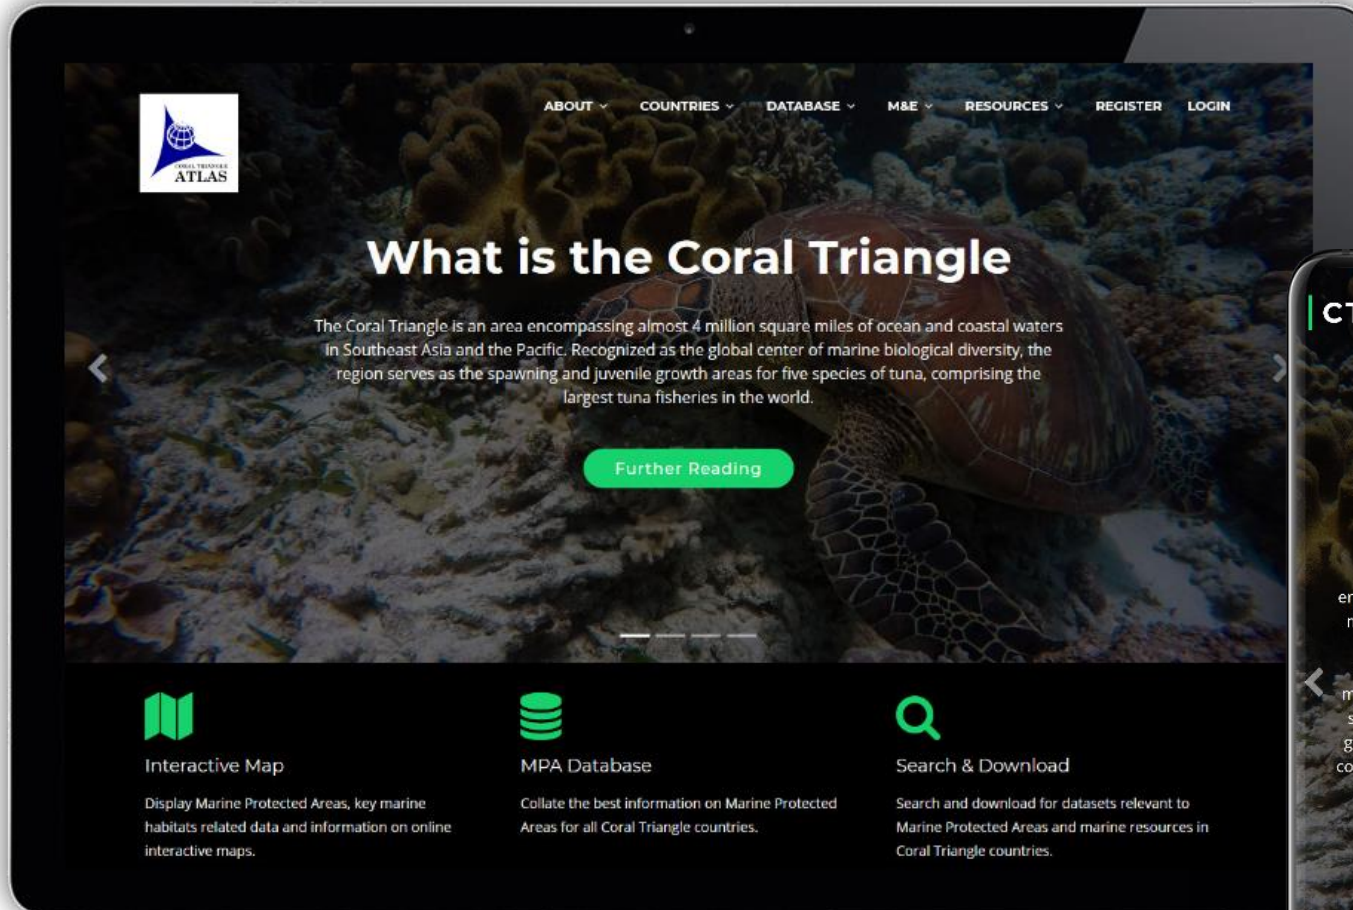 CORAL TRIANGLE
ATLAS
ABOUT COUNTRIES DATABASE M&E RESOURCES REGISTER LOGIN
What is the Coral Triangle
The Coral Triangle is an area encompassing almost 4 million square miles of ocean and coastal waters
in Southeast Asia and the Pacific. Recognized as the global center of marine biological diversity, the
region serves as the spawning and juvenile growth areas for five species of tuna, comprising the
largest tuna fisheries in the world.
Further Reading
Interactive Map
Display Marine Protected Areas, key marine
habitats related data and information on online
interactive maps.
MPA Database
Collate the best information on Marine Protected
Areas for all Coral Triangle countries.
Search & Download
Search and download for datasets relevant to
Marine Protected Areas and marine resources in
Coral Triangle countries.
CT